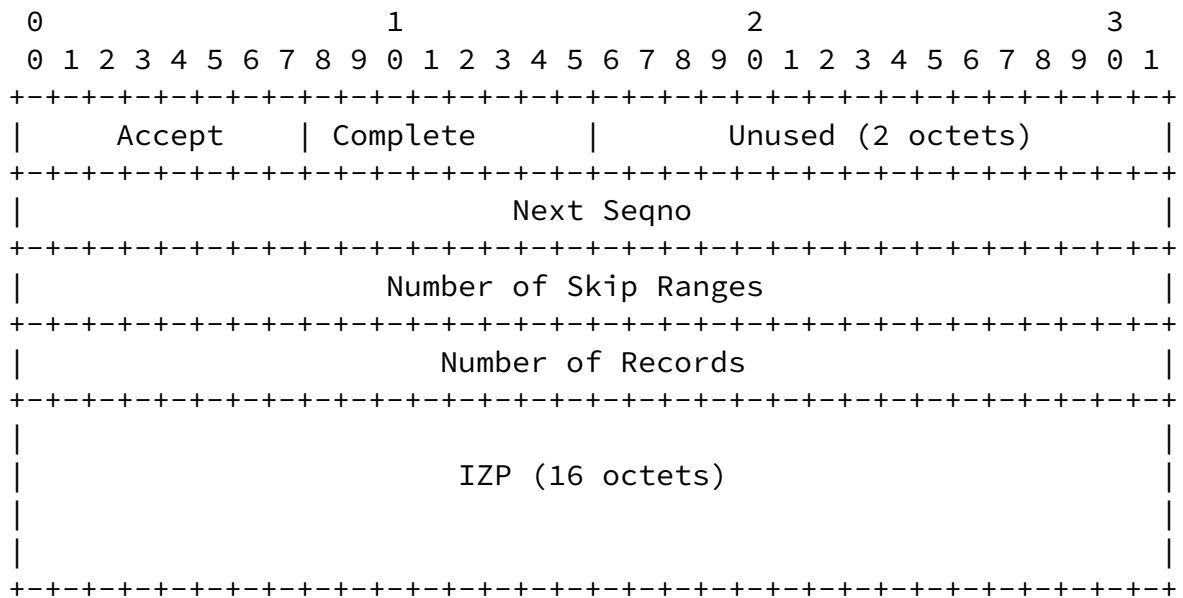 0                   1                   2                   3
0 1 2 3 4 5 6 7 8 9 0 1 2 3 4 5 6 7 8 9 0 1 2 3 4 5 6 7 8 9 0 1
+-+-+-+-+-+-+-+-+-+-+-+-+-+-+-+-+-+-+-+-+-+-+-+-+-+-+-+-+-+-+-+-+
|     Accept    | Complete      |       Unused (2 octets)       |
+-+-+-+-+-+-+-+-+-+-+-+-+-+-+-+-+-+-+-+-+-+-+-+-+-+-+-+-+-+-+-+-+
|                           Next Seqno                          |
+-+-+-+-+-+-+-+-+-+-+-+-+-+-+-+-+-+-+-+-+-+-+-+-+-+-+-+-+-+-+-+-+
|                    Number of Skip Ranges                      |
+-+-+-+-+-+-+-+-+-+-+-+-+-+-+-+-+-+-+-+-+-+-+-+-+-+-+-+-+-+-+-+-+
|                       Number of Records                       |
+-+-+-+-+-+-+-+-+-+-+-+-+-+-+-+-+-+-+-+-+-+-+-+-+-+-+-+-+-+-+-+-+
|                                                               |
|                        IZP (16 octets)                        |
|                                                               |
|                                                               |
+-+-+-+-+-+-+-+-+-+-+-+-+-+-+-+-+-+-+-+-+-+-+-+-+-+-+-+-+-+-+-+-+